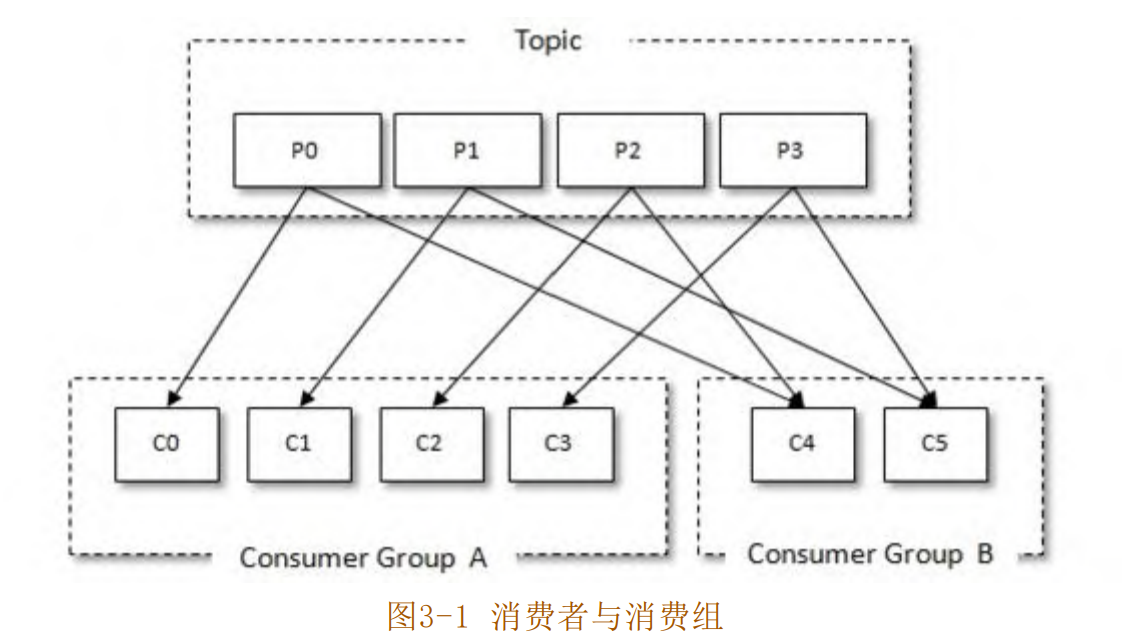 Topic
P0 P1 P2 P3
C0 C1 C2 C3 C4 C5
Consumer Group A Consumer Group B
图3-1 消费者与消费组